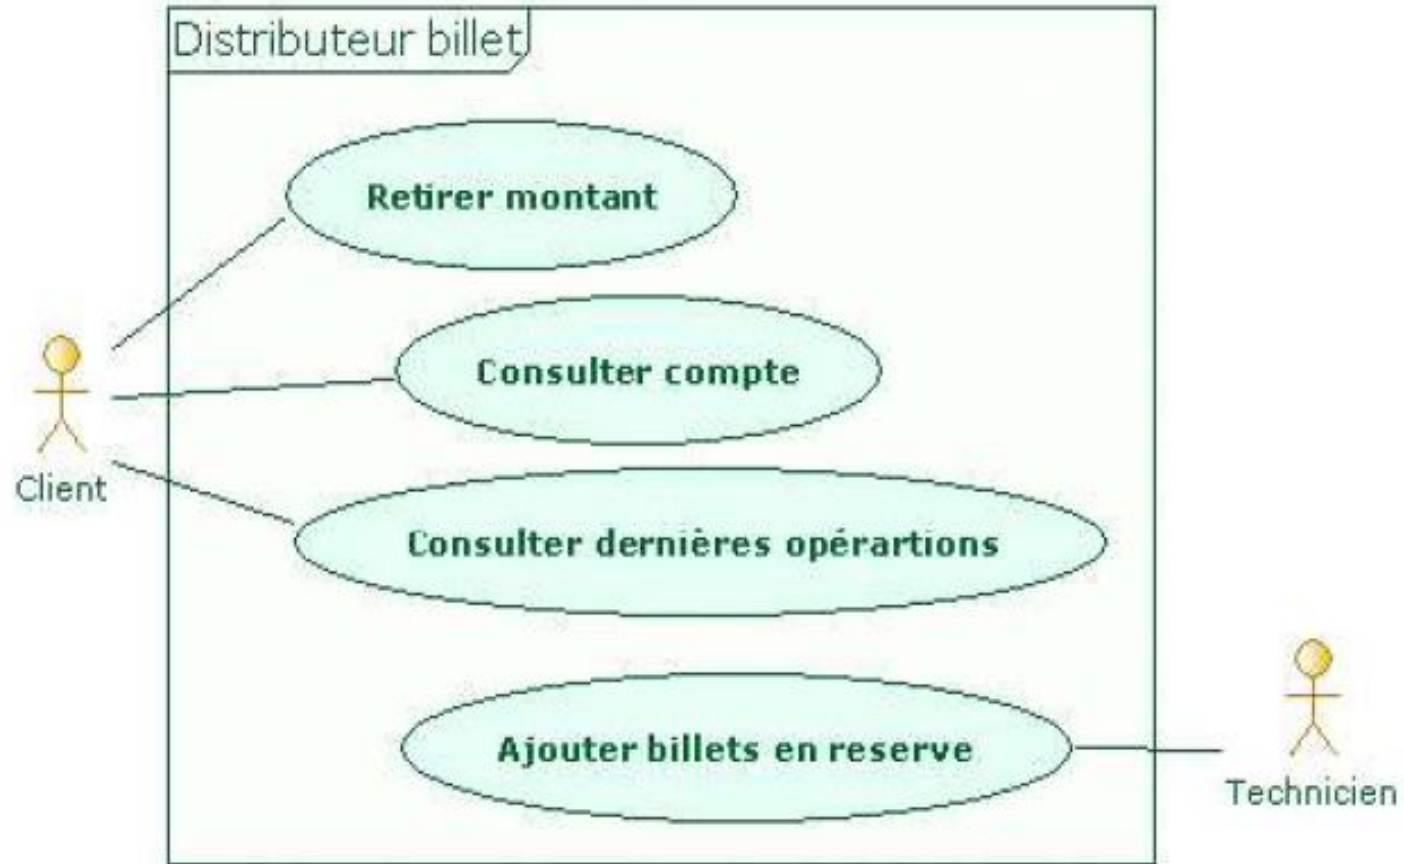 Distributeur billet
Retirer montant
Consulter compte
Client
Consulter dernières opérartions
Ajouter billets en reserve
Technicien